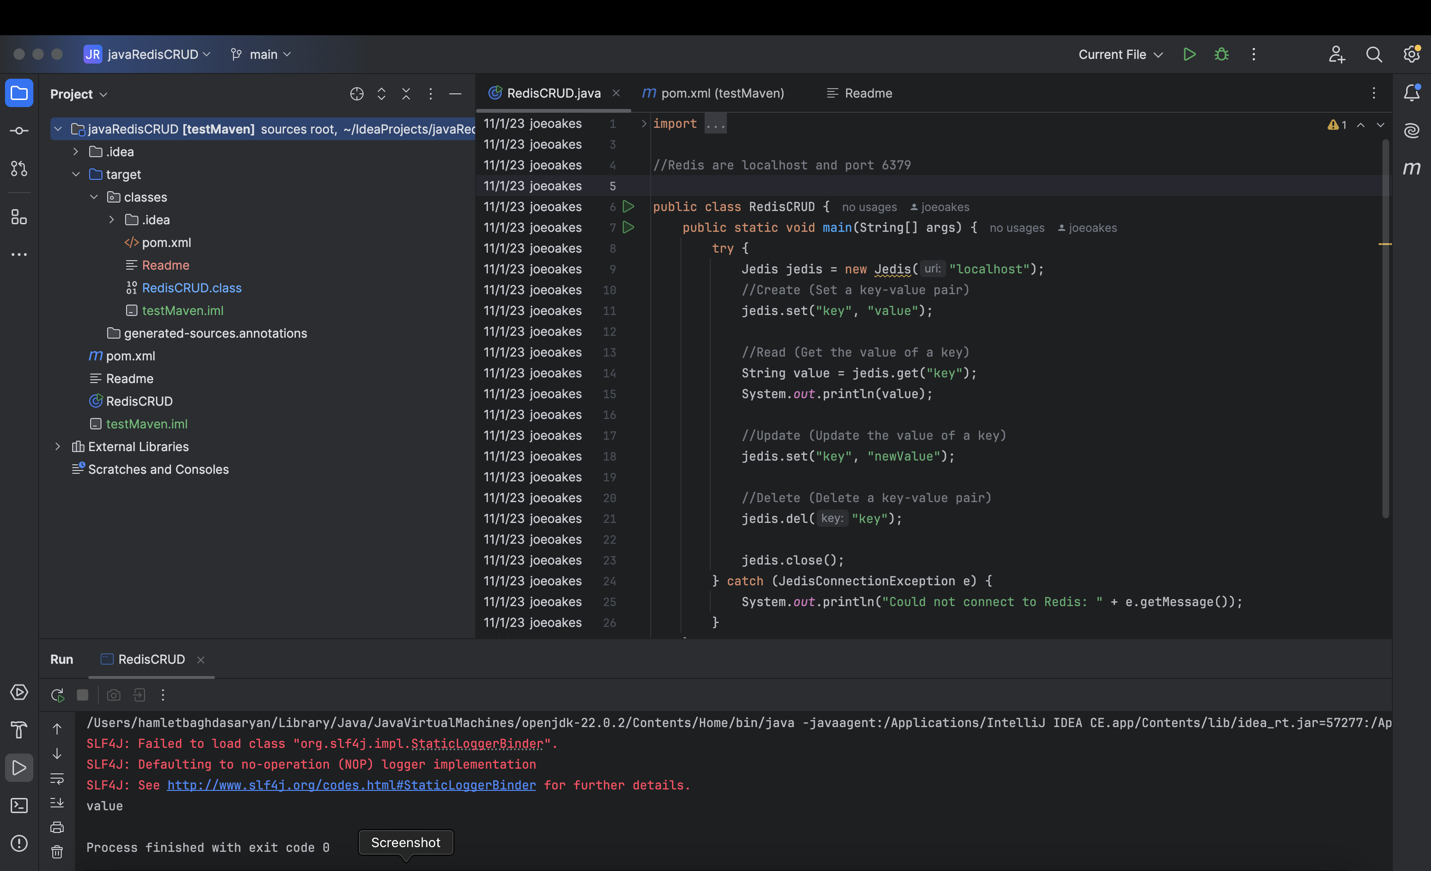 JR javaRedisCRUD main Current File
Project
RedisCRUD.java
pom.xml (testMaven)
Readme
javaRedisCRUD [testMaven] sources root, ~/IdeaProjects/javaRed
.idea
target
classes
.idea
pom.xml
Readme
RedisCRUD.class
testMaven.iml
generated-sources.annotations
pom.xml
Readme
RedisCRUD
testMaven.iml
External Libraries
Scratches and Consoles
1
11/1/23 joeoakes 1 import ...
11/1/23 joeoakes 3
11/1/23 joeoakes 4 //Redis are localhost and port 6379
11/1/23 joeoakes 5
11/1/23 joeoakes 6 public class RedisCRUD { no usages joeoakes
11/1/23 joeoakes 7 public static void main(String[] args) { no usages joeoakes
11/1/23 joeoakes 8 try {
11/1/23 joeoakes 9 Jedis jedis = new Jedis( uri: "localhost");
11/1/23 joeoakes 10 //Create (Set a key-value pair)
11/1/23 joeoakes 11 jedis.set("key", "value");
11/1/23 joeoakes 12
11/1/23 joeoakes 13 //Read (Get the value of a key)
11/1/23 joeoakes 14 String value = jedis.get("key");
11/1/23 joeoakes 15 System.out.println(value);
11/1/23 joeoakes 16
11/1/23 joeoakes 17 //Update (Update the value of a key)
11/1/23 joeoakes 18 jedis.set("key", "newValue");
11/1/23 joeoakes 19
11/1/23 joeoakes 20 //Delete (Delete a key-value pair)
11/1/23 joeoakes 21 jedis.del( key: "key");
11/1/23 joeoakes 22
11/1/23 joeoakes 23 jedis.close();
11/1/23 joeoakes 24 } catch (JedisConnectionException e) {
11/1/23 joeoakes 25 System.out.println("Could not connect to Redis: " + e.getMessage());
11/1/23 joeoakes 26 }
Run RedisCRUD
/Users/hamletbaghdasaryan/Library/Java/JavaVirtualMachines/openjdk-22.0.2/Contents/Home/bin/java -javaagent:/Applications/IntelliJ IDEA CE.app/Contents/lib/idea_rt.jar=57277:/Ap
SLF4J: Failed to load class "org.slf4j.impl.StaticLoggerBinder".
SLF4J: Defaulting to no-operation (NOP) logger implementation
SLF4J: See http://www.slf4j.org/codes.html#StaticLoggerBinder for further details.
value
Process finished with exit code 0
Screenshot